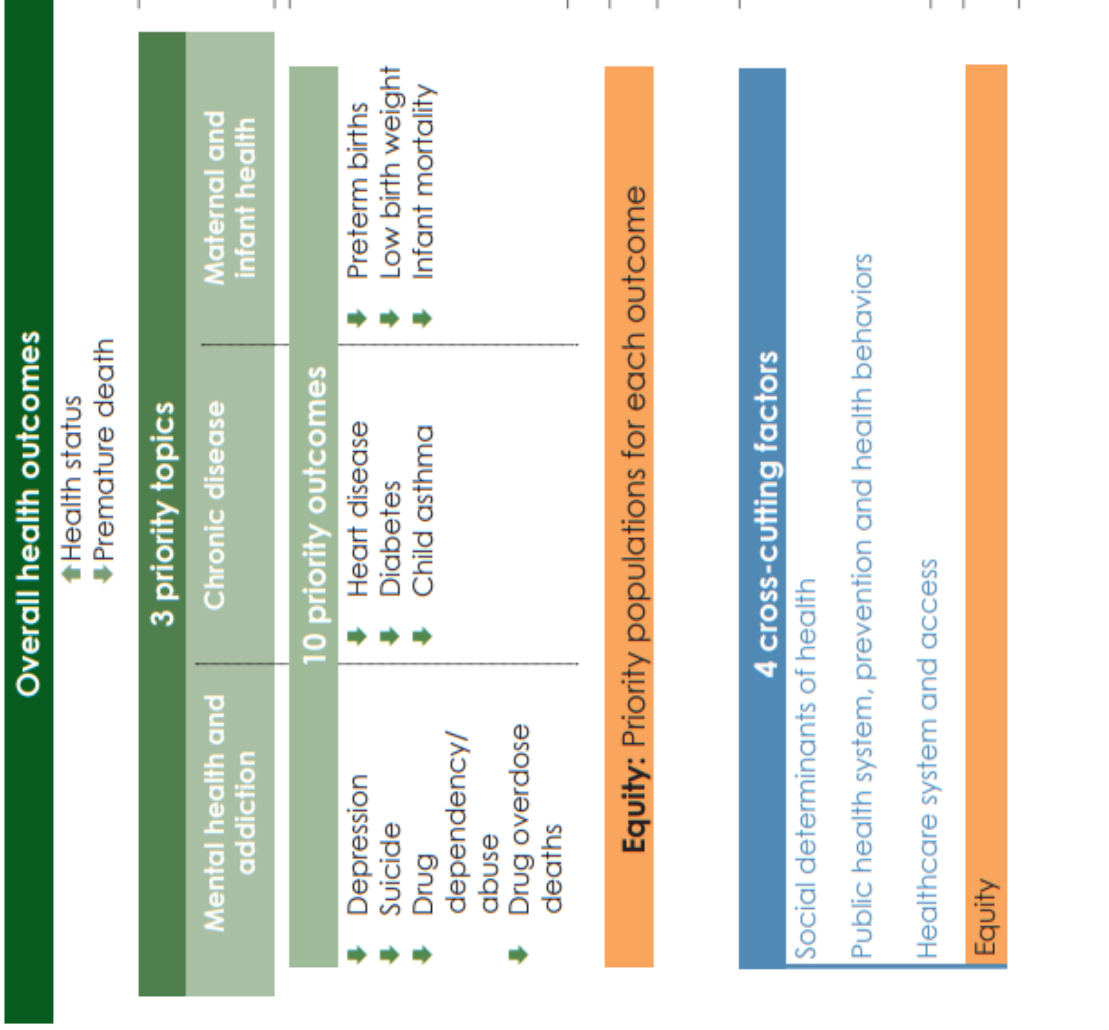 Overall health outcomes
Health status
Premature death
3 priority topics
Mental health and
addiction
Chronic disease
Maternal and
infant health
10 priority outcomes
Depression
Suicide
Drug
dependency/
abuse
Drug overdose
deaths
Heart disease
Diabetes
Child asthma
Preterm births
Low birth weight
Infant mortality
Equity: Priority populations for each outcome
4 cross-cutting factors
Social determinants of health
Public health system, prevention and health behaviors
Healthcare system and access
Equity